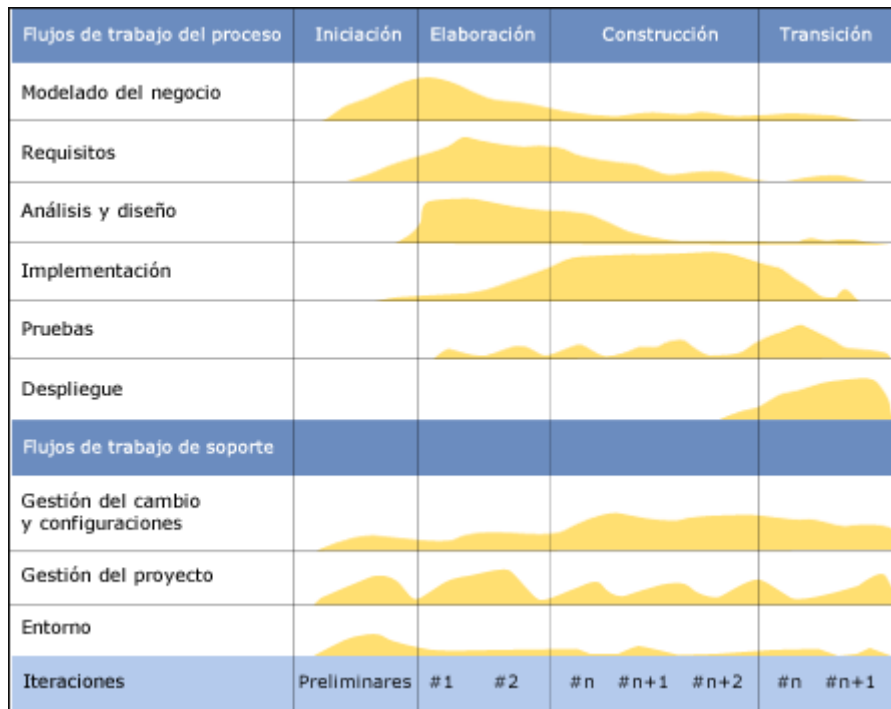 Flujos de trabajo del proceso Iniciación Elaboración Construcción Transición
Modelado del negocio
Requisitos
Análisis y diseño
Implementación
Pruebas
Despliegue
Flujos de trabajo de soporte
Gestión del cambio
y configuraciones
Gestión del proyecto
Entorno
Iteraciones Preliminares #1 #2 #n #n+1 #n+2 #n #n+1